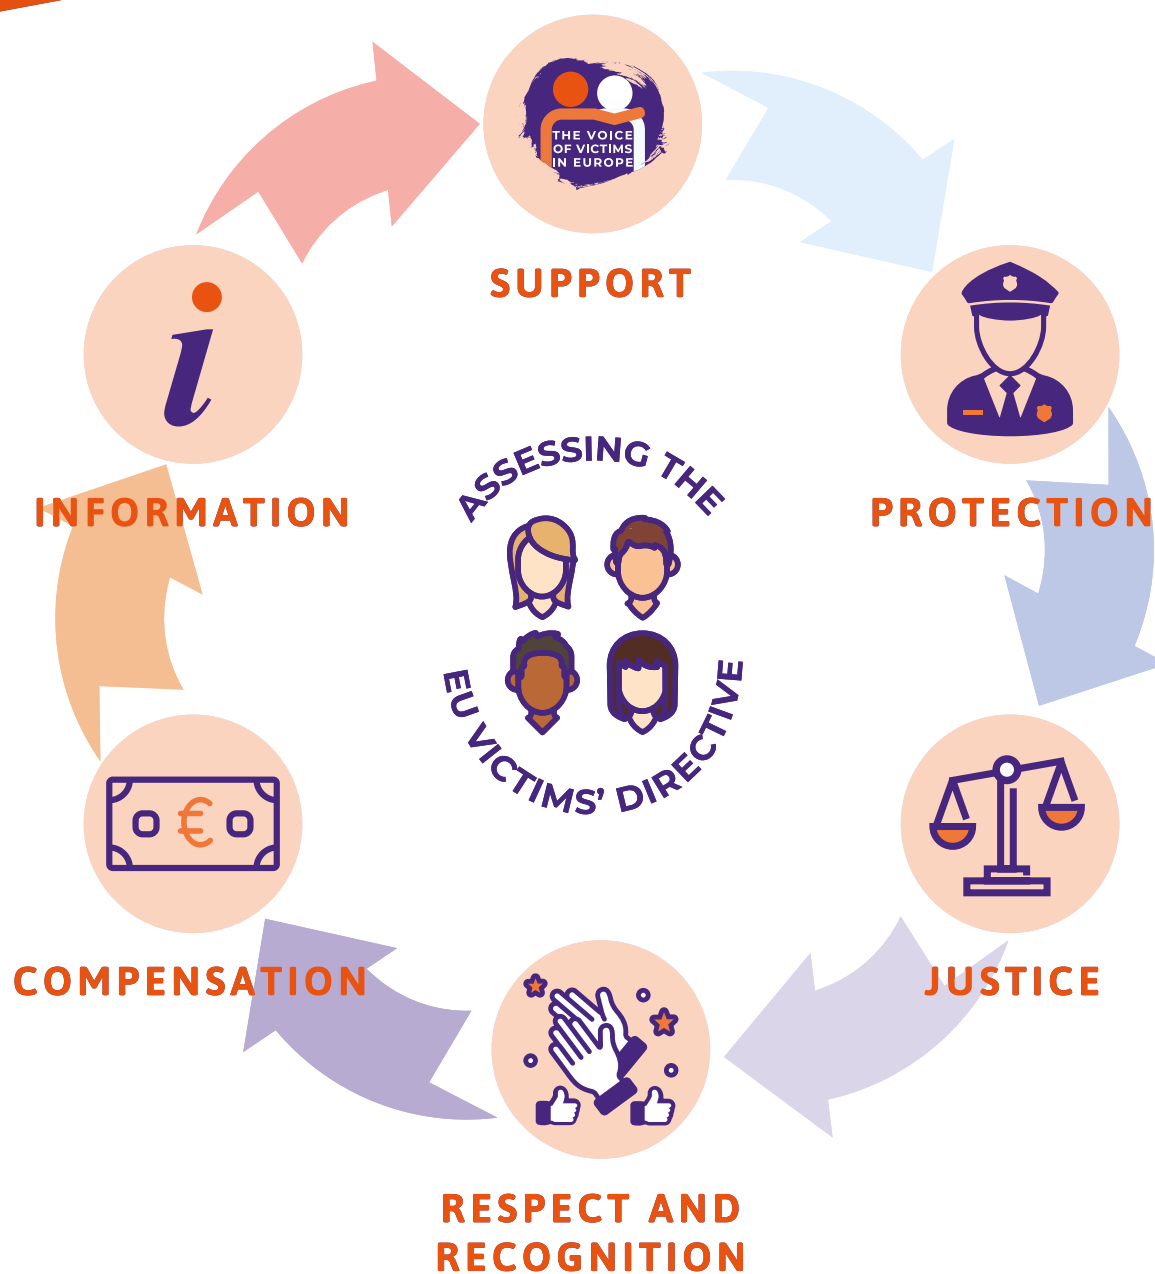 THE VOICE
OF VICTIMS
IN EUROPE
SUPPORT
INFORMATION
PROTECTION
ASSESSING THE
EU VICTIMS’ DIRECTIVE
€
COMPENSATION
JUSTICE
RESPECT AND
RECOGNITION